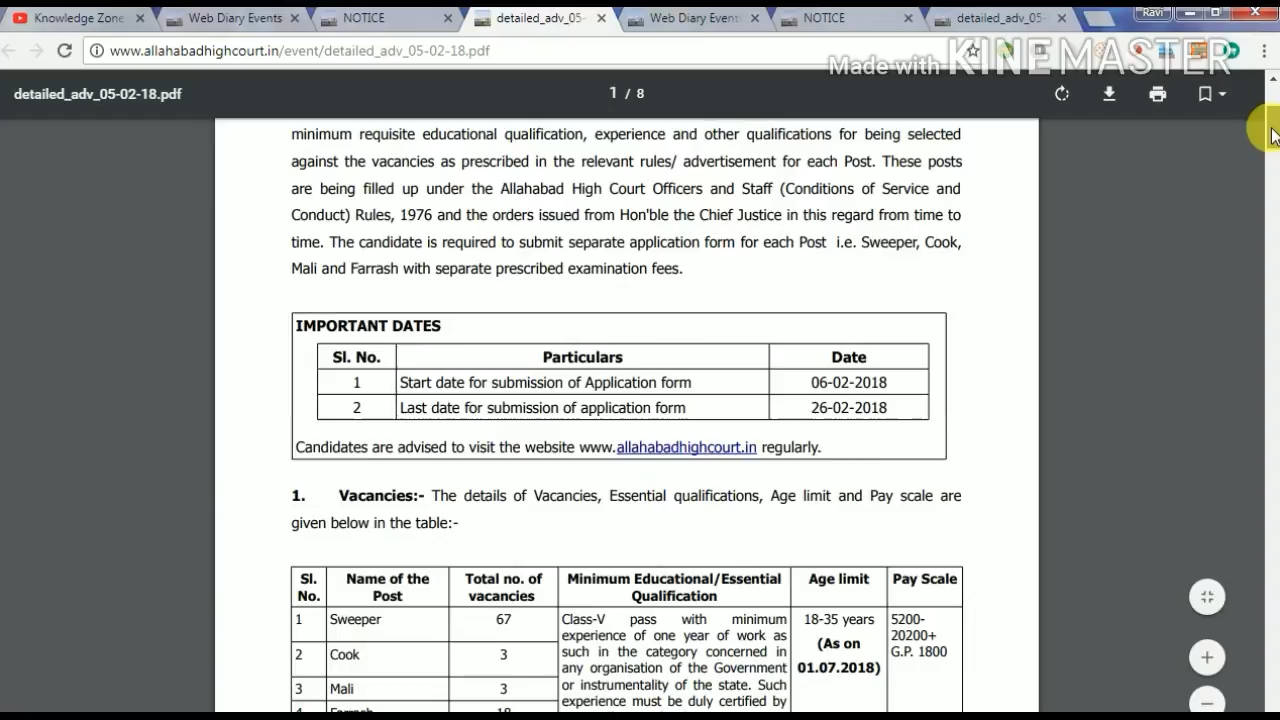 Knowledge Zone
Web Diary Events
NOTICE
detailed_adv_05-
Web Diary Event
NOTICE
detailed_adv_05-
Ravi
www.allahabadhighcourt.in/event/detailed_adv_05-02-18.pdf
Made with KINEMASTER
detailed_adv_05-02-18.pdf
1 / 8
minimum requisite educational qualification, experience and other qualifications for being selected
against the vacancies as prescribed in the relevant rules/ advertisement for each Post. These posts
are being filled up under the Allahabad High Court Officers and Staff (Conditions of Service and
Conduct) Rules, 1976 and the orders issued from Hon'ble the Chief Justice in this regard from time to
time. The candidate is required to submit separate application form for each Post i.e. Sweeper, Cook,
Mali and Farrash with separate prescribed examination fees.
IMPORTANT DATES
Sl. No. Particulars Date
1 Start date for submission of Application form 06-02-2018
2 Last date for submission of application form 26-02-2018
Candidates are advised to visit the website www.allahabadhighcourt.in regularly.
1. Vacancies:- The details of Vacancies, Essential qualifications, Age limit and Pay scale are
given below in the table:-
Sl. No. Name of the Post Total no. of vacancies Minimum Educational/Essential Qualification Age limit Pay Scale
1 Sweeper 67 Class-V pass with minimum 18-35 years 5200-
experience of one year of work as (As on 20200+
2 Cook 3 such in the category concerned in 01.07.2018) G.P. 1800
any organisation of the Government
3 Mali 3 or instrumentality of the state. Such
experience must be duly certified by
4 Farrash 18